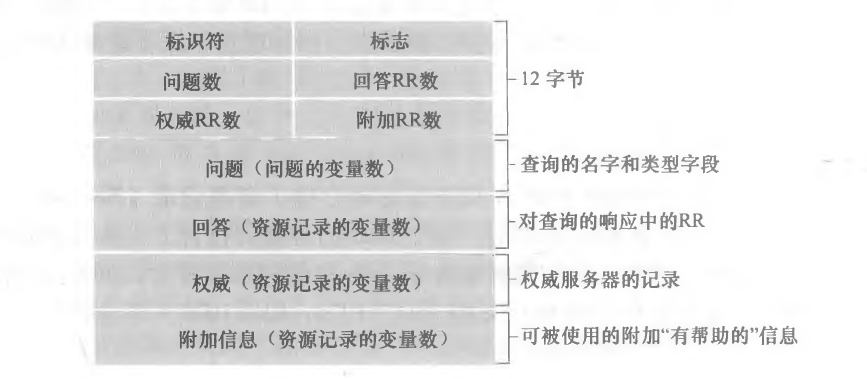 标识符 标志
问题数 回答RR数 12 字节
权威RR数 附加RR数
问题（问题的变量数） 查询的名字和类型字段
回答（资源记录的变量数） 对查询的响应中的RR
权威（资源记录的变量数） 权威服务器的记录
附加信息（资源记录的变量数） 可被使用的附加“有帮助的”信息